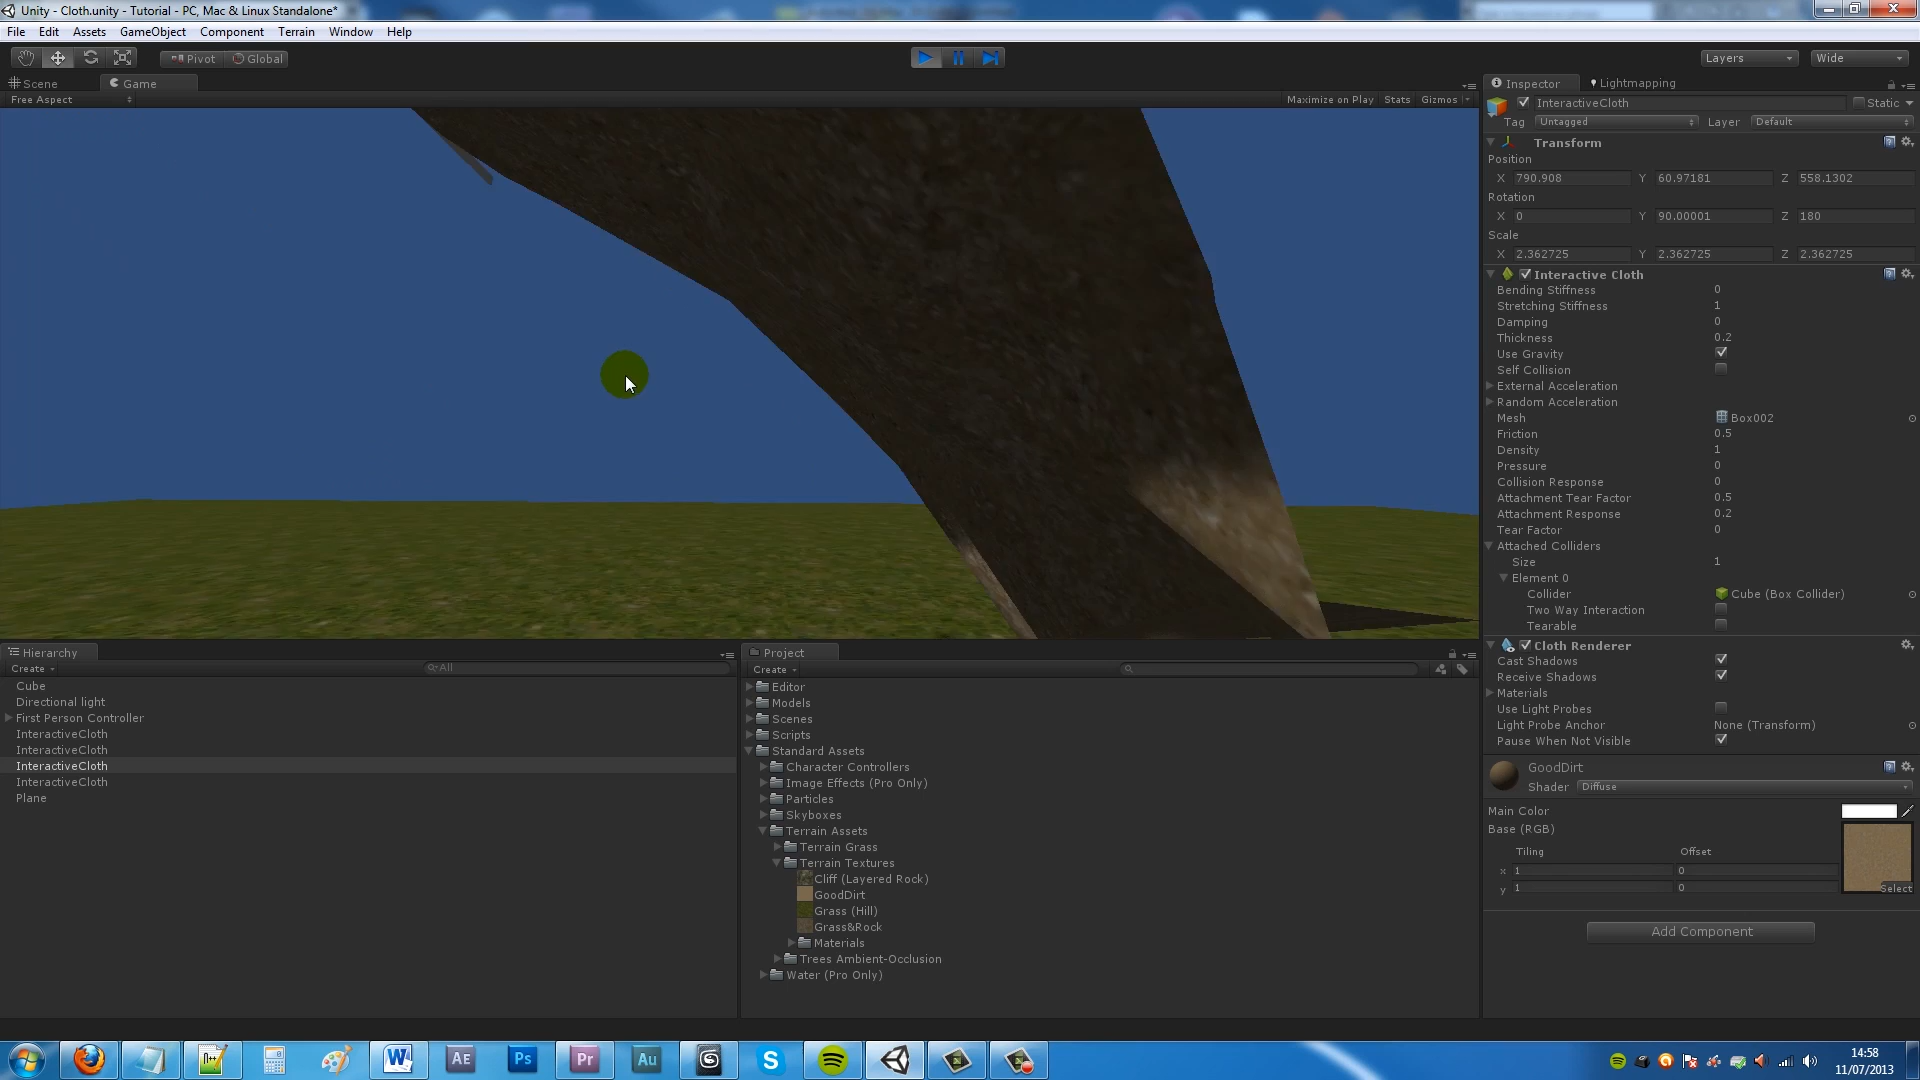 Unity - Cloth.unity - Tutorial - PC, Mac & Linux Standalone*
File Edit Assets GameObject Component Terrain Window Help
Pivot Global Layers Wide
Scene Game
Free Aspect Maximize on Play Stats Gizmos
Inspector Lightmapping
InteractiveCloth Static
Tag Untagged Layer Default
Transform
Position
X 790.908 Y 60.97181 Z 558.1302
Rotation
X 0 Y 90.00001 Z 180
Scale
X 2.362725 Y 2.362725 Z 2.362725
Interactive Cloth
Bending Stiffness 0
Stretching Stiffness 1
Damping 0
Thickness 0.2
Use Gravity
Self Collision
External Acceleration
Random Acceleration
Mesh Box002
Friction 0.5
Density 1
Pressure 0
Collision Response 0
Attachment Tear Factor 0.5
Attachment Response 0.2
Tear Factor 0
Attached Colliders
Size 1
Element 0
Collider Cube (Box Collider)
Two Way Interaction
Tearable
Cloth Renderer
Cast Shadows
Receive Shadows
Materials
Use Light Probes
Light Probe Anchor None (Transform)
Pause When Not Visible
GoodDirt
Shader Diffuse
Main Color
Base (RGB)
Tiling Offset
x 1 0
y 1 0
Select
Add Component
Hierarchy
Create All
Cube
Directional light
First Person Controller
InteractiveCloth
InteractiveCloth
InteractiveCloth
InteractiveCloth
Plane
Project
Create
Editor
Models
Scenes
Scripts
Standard Assets
Character Controllers
Image Effects (Pro Only)
Particles
Skyboxes
Terrain Assets
Terrain Grass
Terrain Textures
Cliff (Layered Rock)
GoodDirt
Grass (Hill)
Grass&Rock
Materials
Trees Ambient-Occlusion
Water (Pro Only)
W AE Ps Pr Au S
14:58
11/07/2013